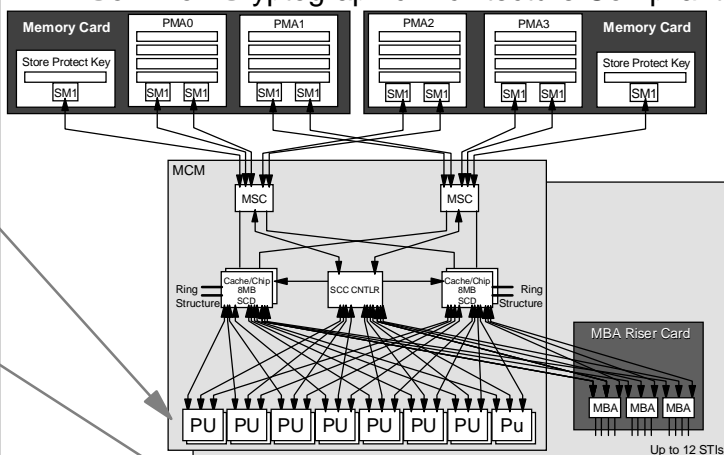 Memory Card
PMA0
PMA1
PMA2
PMA3
Memory Card
Store Protect Key
Store Protect Key
SM1
SM1
SM1
SM1
SM1
SM1
SM1
SM1
SM1
SM1
MCM
MSC
MSC
Ring
Structure
Cache/Chip
8MB
SCD
SCC CNTLR
Cache/Chip
8MB
SCD
Ring
Structure
MBA Riser Card
MBA
MBA
MBA
PU
PU
PU
PU
PU
PU
PU
Pu
Up to 12 STIs